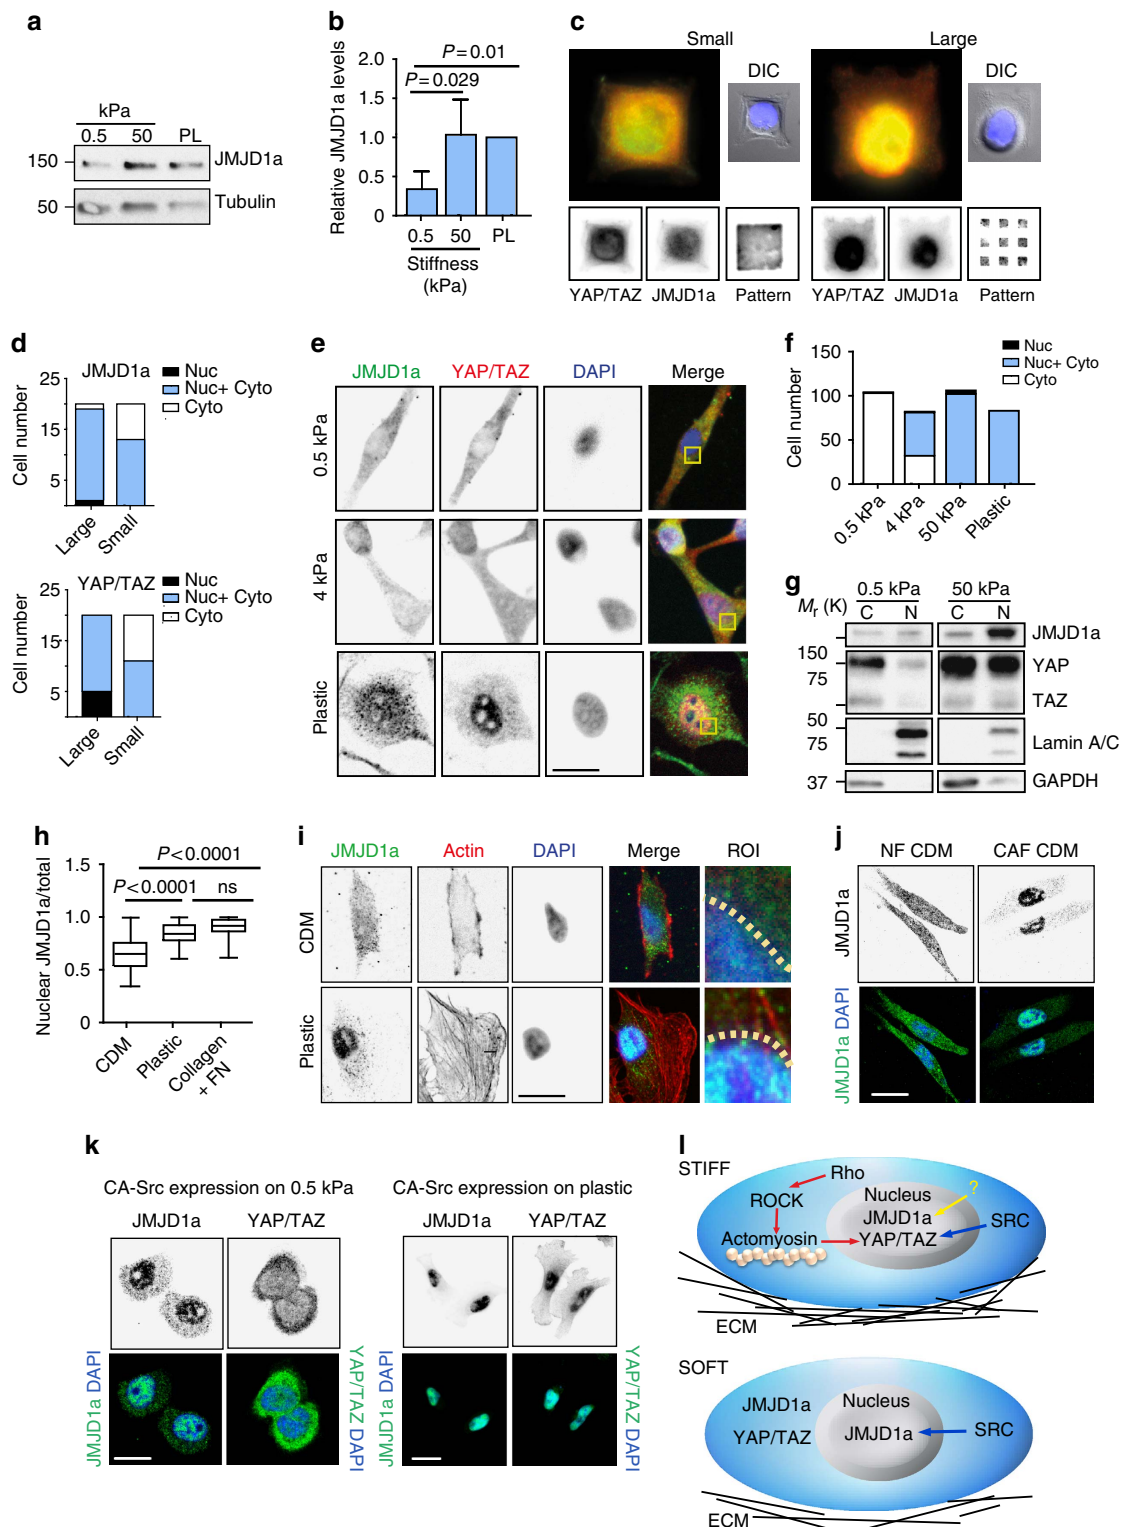 a
kPa
0.5 50 PL
150 JMJD1a
50 Tubulin
b
Relative JMJD1a levels
2.0
1.5
1.0
0.5
0
P = 0.01
P = 0.029
0.5 50 PL
Stiffness
(kPa)
c
Small Large
DIC DIC
YAP/TAZ JMJD1a Pattern YAP/TAZ JMJD1a Pattern
d
JMJD1a
Nuc
Nuc+ Cyto
Cyto
Cell number
25
15
5
Large Small
YAP/TAZ
Nuc
Nuc+ Cyto
Cyto
Cell number
25
15
5
Large Small
e
JMJD1a YAP/TAZ DAPI Merge
0.5 kPa
4 kPa
Plastic
f
Nuc
Nuc+ Cyto
Cyto
Cell number
150
100
50
0
0.5 kPa 4 kPa 50 kPa Plastic
g
0.5 kPa 50 kPa
Mr (K) C N C N
JMJD1a
150
YAP
75
TAZ
50
75 Lamin A/C
37 GAPDH
h
Nuclear JMJD1a/total
1.5
1.0
0.5
0
P < 0.0001
P < 0.0001 ns
CDM Plastic Collagen
+ FN
i
JMJD1a Actin DAPI Merge ROI
CDM
Plastic
j
NF CDM CAF CDM
JMJD1a
JMJD1a DAPI
k
CA-Src expression on 0.5 kPa CA-Src expression on plastic
JMJD1a YAP/TAZ JMJD1a YAP/TAZ
JMJD1a DAPI YAP/TAZ DAPI JMJD1a DAPI YAP/TAZ DAPI
l
STIFF
Rho
ROCK
Nucleus
?
JMJD1a
SRC
Actomyosin YAP/TAZ
ECM
SOFT
JMJD1a Nucleus
YAP/TAZ JMJD1a SRC
ECM